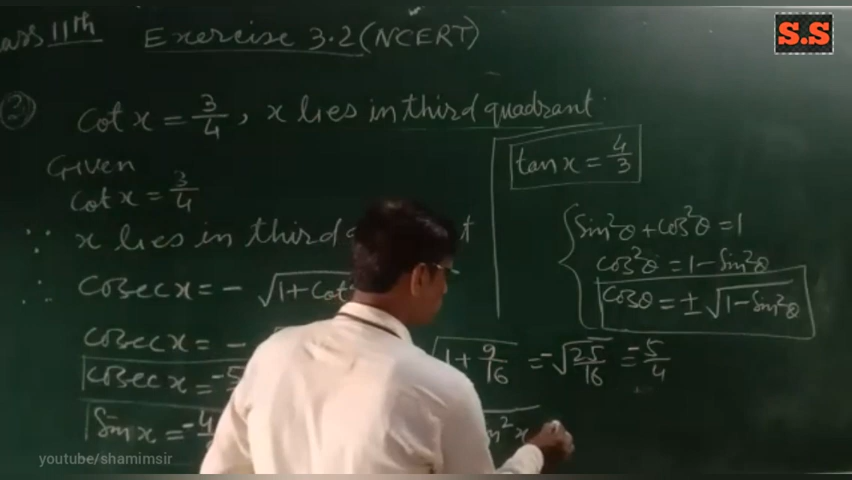 ass 11th Exercise 3.2 (NCERT)
S.S
② cot x = 3/4, x lies in third quadrant.
Given
cot x = 3/4
∵ x lies in third
∴ cosec x = - √1 + cot
cosec x = -
1 + 9/16 = -√25/16 = -5/4
cosec x = -5
sin x = -4
tan x = 4/3
sin²θ + cos²θ = 1
cos²θ = 1 - sin²θ
cosθ = ± √1 - sin²θ
youtube/shamimsir